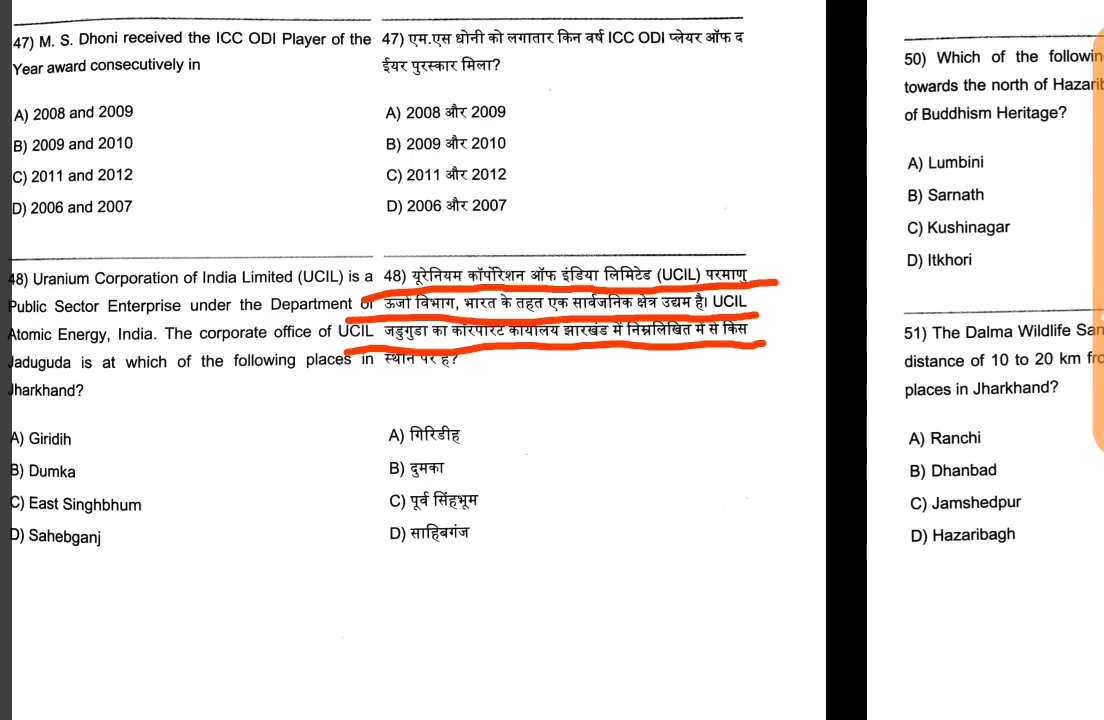 47) M. S. Dhoni received the ICC ODI Player of the
Year award consecutively in
A) 2008 and 2009
B) 2009 and 2010
C) 2011 and 2012
D) 2006 and 2007
47) एम.एस धोनी को लगातार किन वर्ष ICC ODI प्लेयर ऑफ द
ईयर पुरस्कार मिला?
A) 2008 और 2009
B) 2009 और 2010
C) 2011 और 2012
D) 2006 और 2007
48) Uranium Corporation of India Limited (UCIL) is a
Public Sector Enterprise under the Department of
Atomic Energy, India. The corporate office of UCIL
Jaduguda is at which of the following places in
Jharkhand?
A) Giridih
B) Dumka
C) East Singhbhum
D) Sahebganj
48) यूरेनियम कॉर्पोरेशन ऑफ इंडिया लिमिटेड (UCIL) परमाणु
ऊर्जा विभाग, भारत के तहत एक सार्वजनिक क्षेत्र उद्यम है। UCIL
जडुगुडा का कॉरपोरेट कार्यालय झारखंड में निम्नलिखित में से किस
स्थान पर है?
A) गिरिडीह
B) दुमका
C) पूर्व सिंहभूम
D) साहिबगंज
50) Which of the
towards the north of
of Buddhism Heritage?
A) Lumbini
B) Sarnath
C) Kushinagar
D) Itkhori
51) The Dalma Wildlife
distance of 10 to 20 km
places in Jharkhand?
A) Ranchi
B) Dhanbad
C) Jamshedpur
D) Hazaribagh